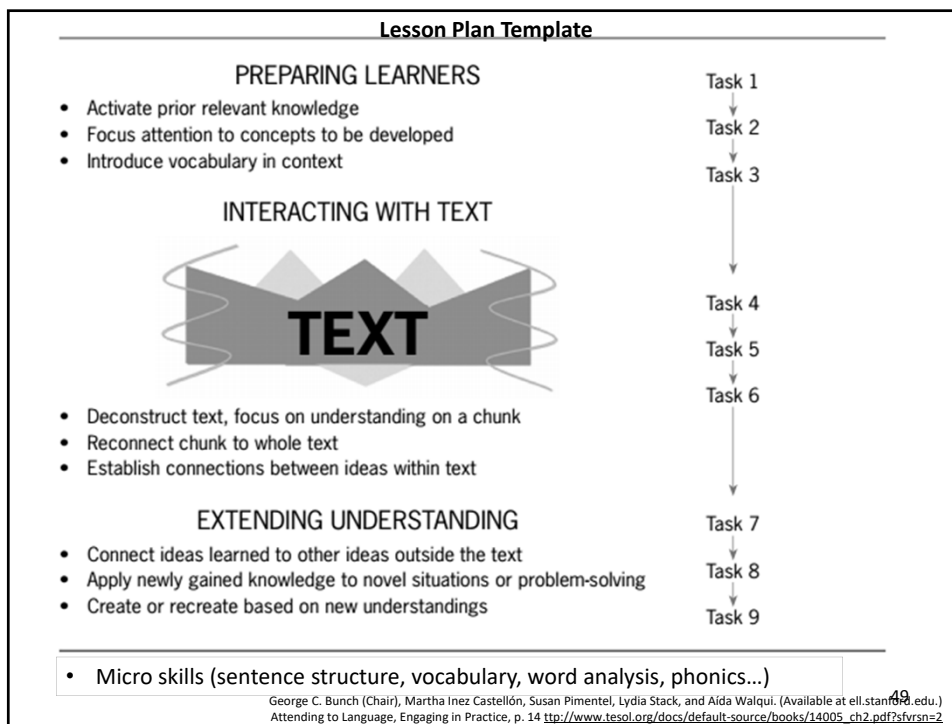 Lesson Plan Template
PREPARING LEARNERS
• Activate prior relevant knowledge
• Focus attention to concepts to be developed
• Introduce vocabulary in context
Task 1
Task 2
Task 3
INTERACTING WITH TEXT
TEXT
• Deconstruct text, focus on understanding on a chunk
• Reconnect chunk to whole text
• Establish connections between ideas within text
Task 4
Task 5
Task 6
EXTENDING UNDERSTANDING
• Connect ideas learned to other ideas outside the text
• Apply newly gained knowledge to novel situations or problem-solving
• Create or recreate based on new understandings
Task 7
Task 8
Task 9
• Micro skills (sentence structure, vocabulary, word analysis, phonics…)
49
George C. Bunch (Chair), Martha Inez Castellón, Susan Pimentel, Lydia Stack, and Aída Walqui. (Available at ell.stanford.edu.)
Attending to Language, Engaging in Practice, p. 14 ttp://www.tesol.org/docs/default-source/books/14005_ch2.pdf?sfvrsn=2